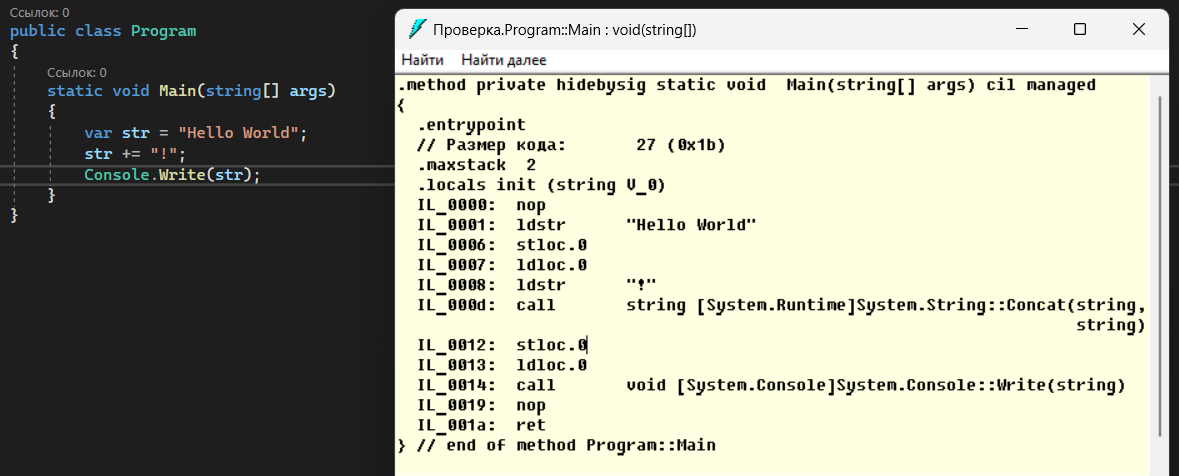 Ссылок: 0
public class Program
{
Ссылок: 0
static void Main(string[] args)
{
var str = "Hello World";
str += "!";
Console.Write(str);
}
}
Проверка.Program::Main : void(string[])
Найти Найти далее
.method private hidebysig static void  Main(string[] args) cil managed
{
.entrypoint
// Размер кода:       27 (0x1b)
.maxstack  2
.locals init (string V_0)
IL_0000:  nop
IL_0001:  ldstr      "Hello World"
IL_0006:  stloc.0
IL_0007:  ldloc.0
IL_0008:  ldstr      "!"
IL_000d:  call       string [System.Runtime]System.String::Concat(string,
string)
IL_0012:  stloc.0
IL_0013:  ldloc.0
IL_0014:  call       void [System.Console]System.Console::Write(string)
IL_0019:  nop
IL_001a:  ret
} // end of method Program::Main